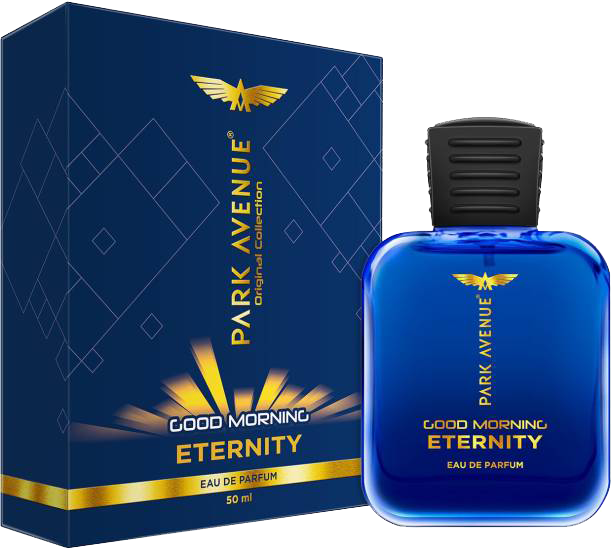 PARK AVENUE®
Original Collection
GOOD MORNING
ETERNITY
EAU DE PARFUM
50 ml
PARK AVENUE®
GOOD MORNING
ETERNITY
EAU DE PARFUM